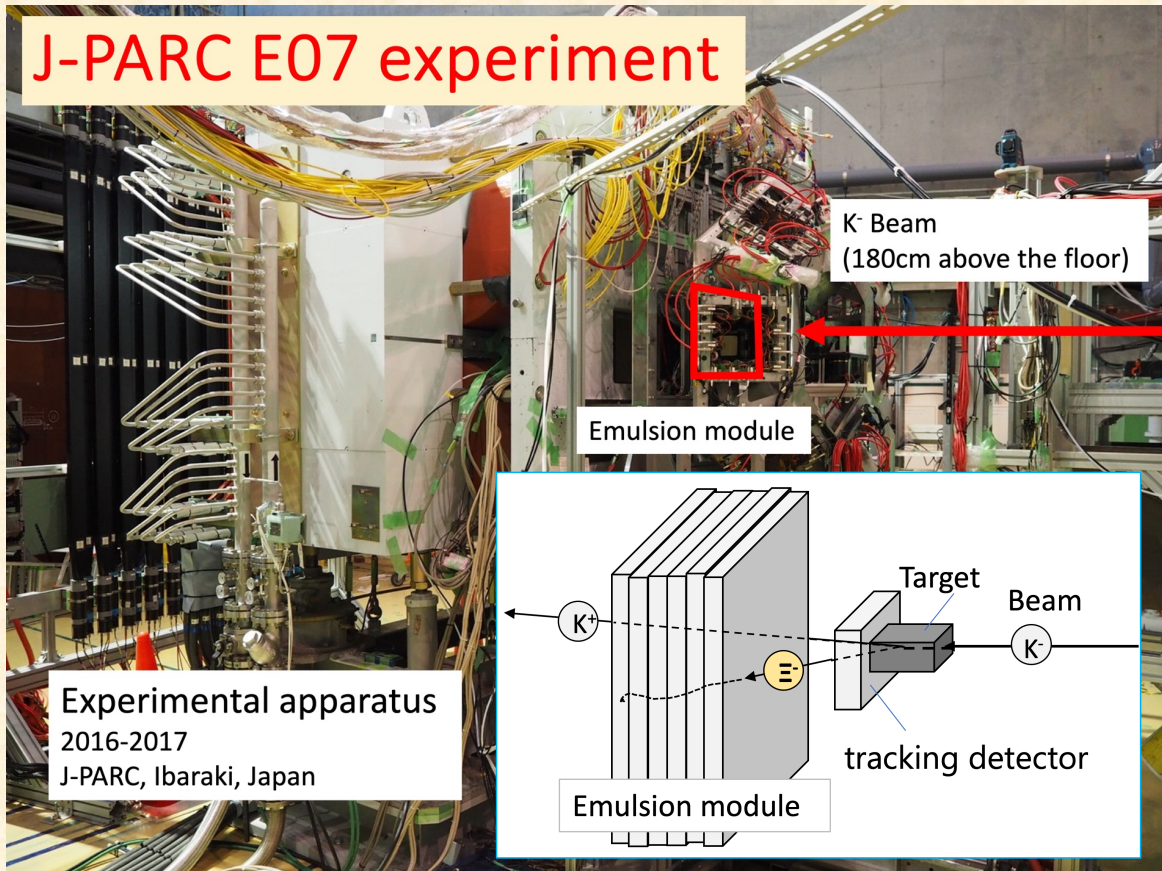 J-PARC E07 experiment
K⁻ Beam
(180cm above the floor)
Emulsion module
Target
Beam
K⁺
K⁻
Ξ⁻
tracking detector
Emulsion module
Experimental apparatus
2016-2017
J-PARC, Ibaraki, Japan